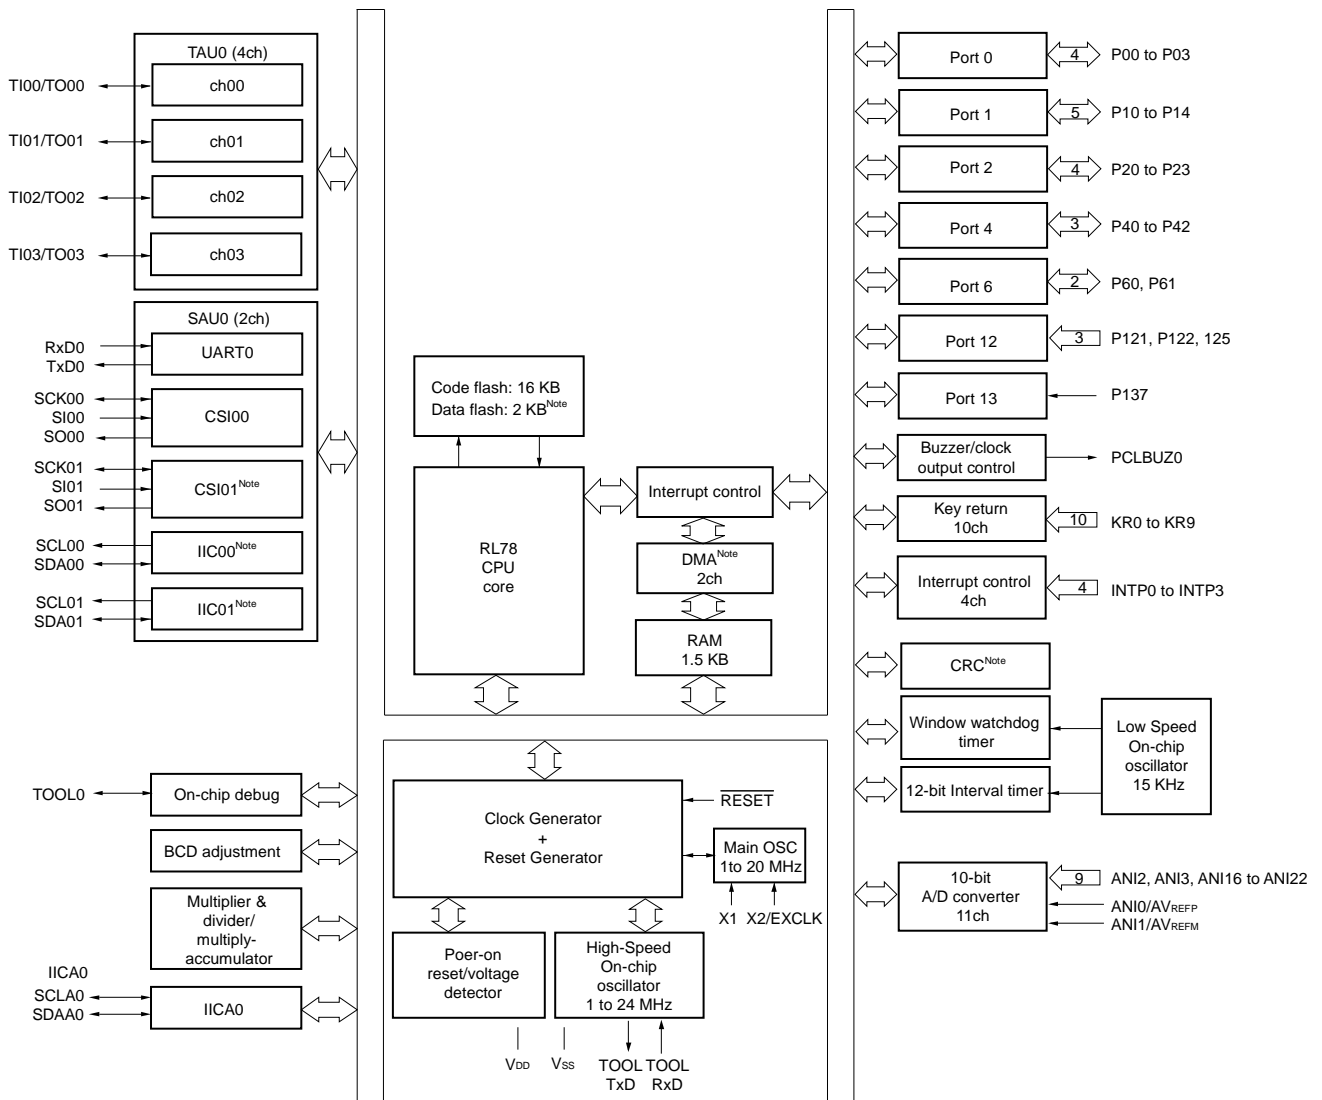 TAU0 (4ch)
TI00/TO00
ch00
TI01/TO01
ch01
TI02/TO02
ch02
TI03/TO03
ch03
SAU0 (2ch)
RxD0
TxD0
UART0
SCK00
SI00
SO00
CSI00
SCK01
SI01
SO01
CSI01Note
SCL00
SDA00
IIC00Note
SCL01
SDA01
IIC01Note
TOOL0
On-chip debug
BCD adjustment
Multiplier &
divider/
multiply-
accumulator
IICA0
SCLA0
SDAA0
IICA0
Code flash: 16 KB
Data flash: 2 KBNote
RL78
CPU
core
Interrupt control
DMANote
2ch
RAM
1.5 KB
Clock Generator
+
Reset Generator
RESET
Main OSC
1to 20 MHz
X1
X2/EXCLK
Poer-on
reset/voltage
detector
High-Speed
On-chip
oscillator
1 to 24 MHz
VDD
VSS
TOOL
TxD
TOOL
RxD
Port 0
4
P00 to P03
Port 1
5
P10 to P14
Port 2
4
P20 to P23
Port 4
3
P40 to P42
Port 6
2
P60, P61
Port 12
3
P121, P122, 125
Port 13
P137
Buzzer/clock
output control
PCLBUZ0
Key return
10ch
10
KR0 to KR9
Interrupt control
4ch
4
INTP0 to INTP3
CRCNote
Window watchdog
timer
12-bit Interval timer
Low Speed
On-chip
oscillator
15 KHz
10-bit
A/D converter
11ch
9
ANI2, ANI3, ANI16 to ANI22
ANI0/AVREFP
ANI1/AVREFM